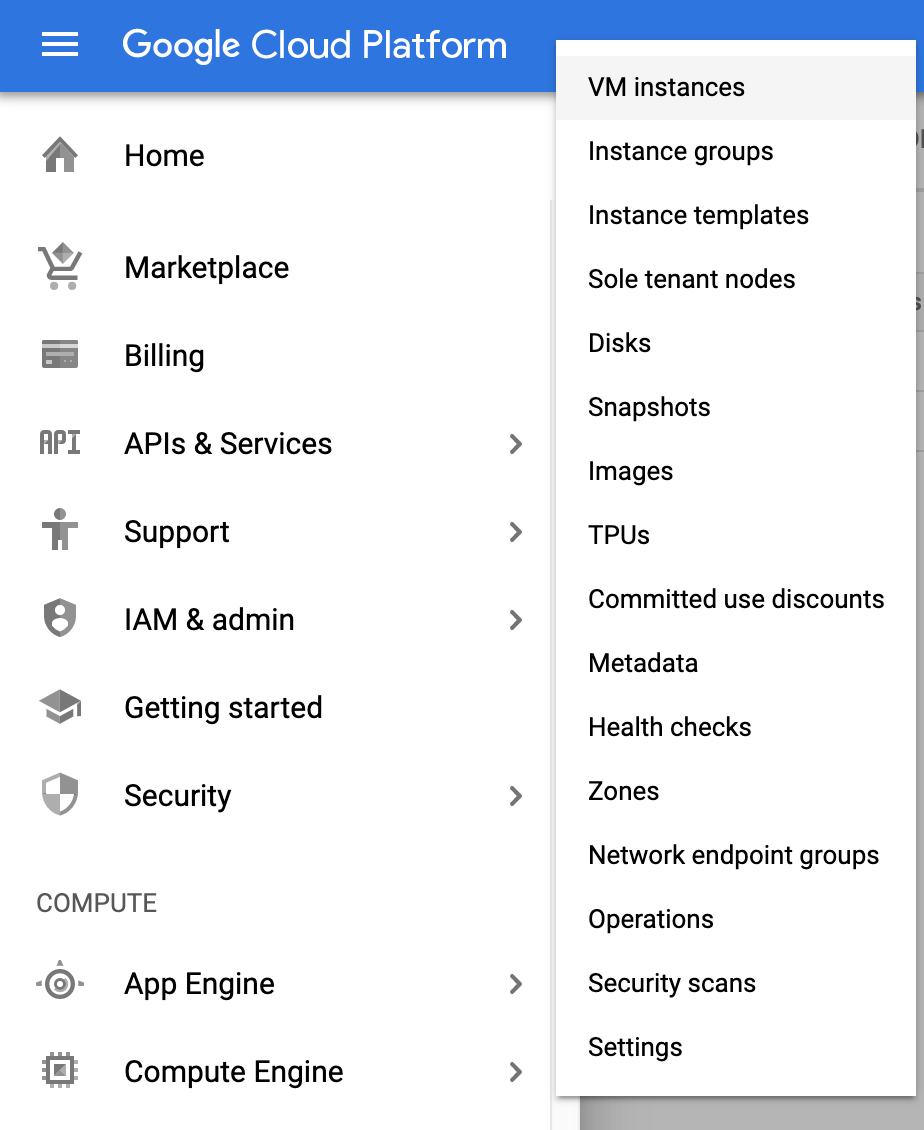 Google Cloud Platform
Home
Marketplace
Billing
API
APIs & Services
Support
IAM & admin
Getting started
Security
COMPUTE
App Engine
Compute Engine
VM instances
Instance groups
Instance templates
Sole tenant nodes
Disks
Snapshots
Images
TPUs
Committed use discounts
Metadata
Health checks
Zones
Network endpoint groups
Operations
Security scans
Settings